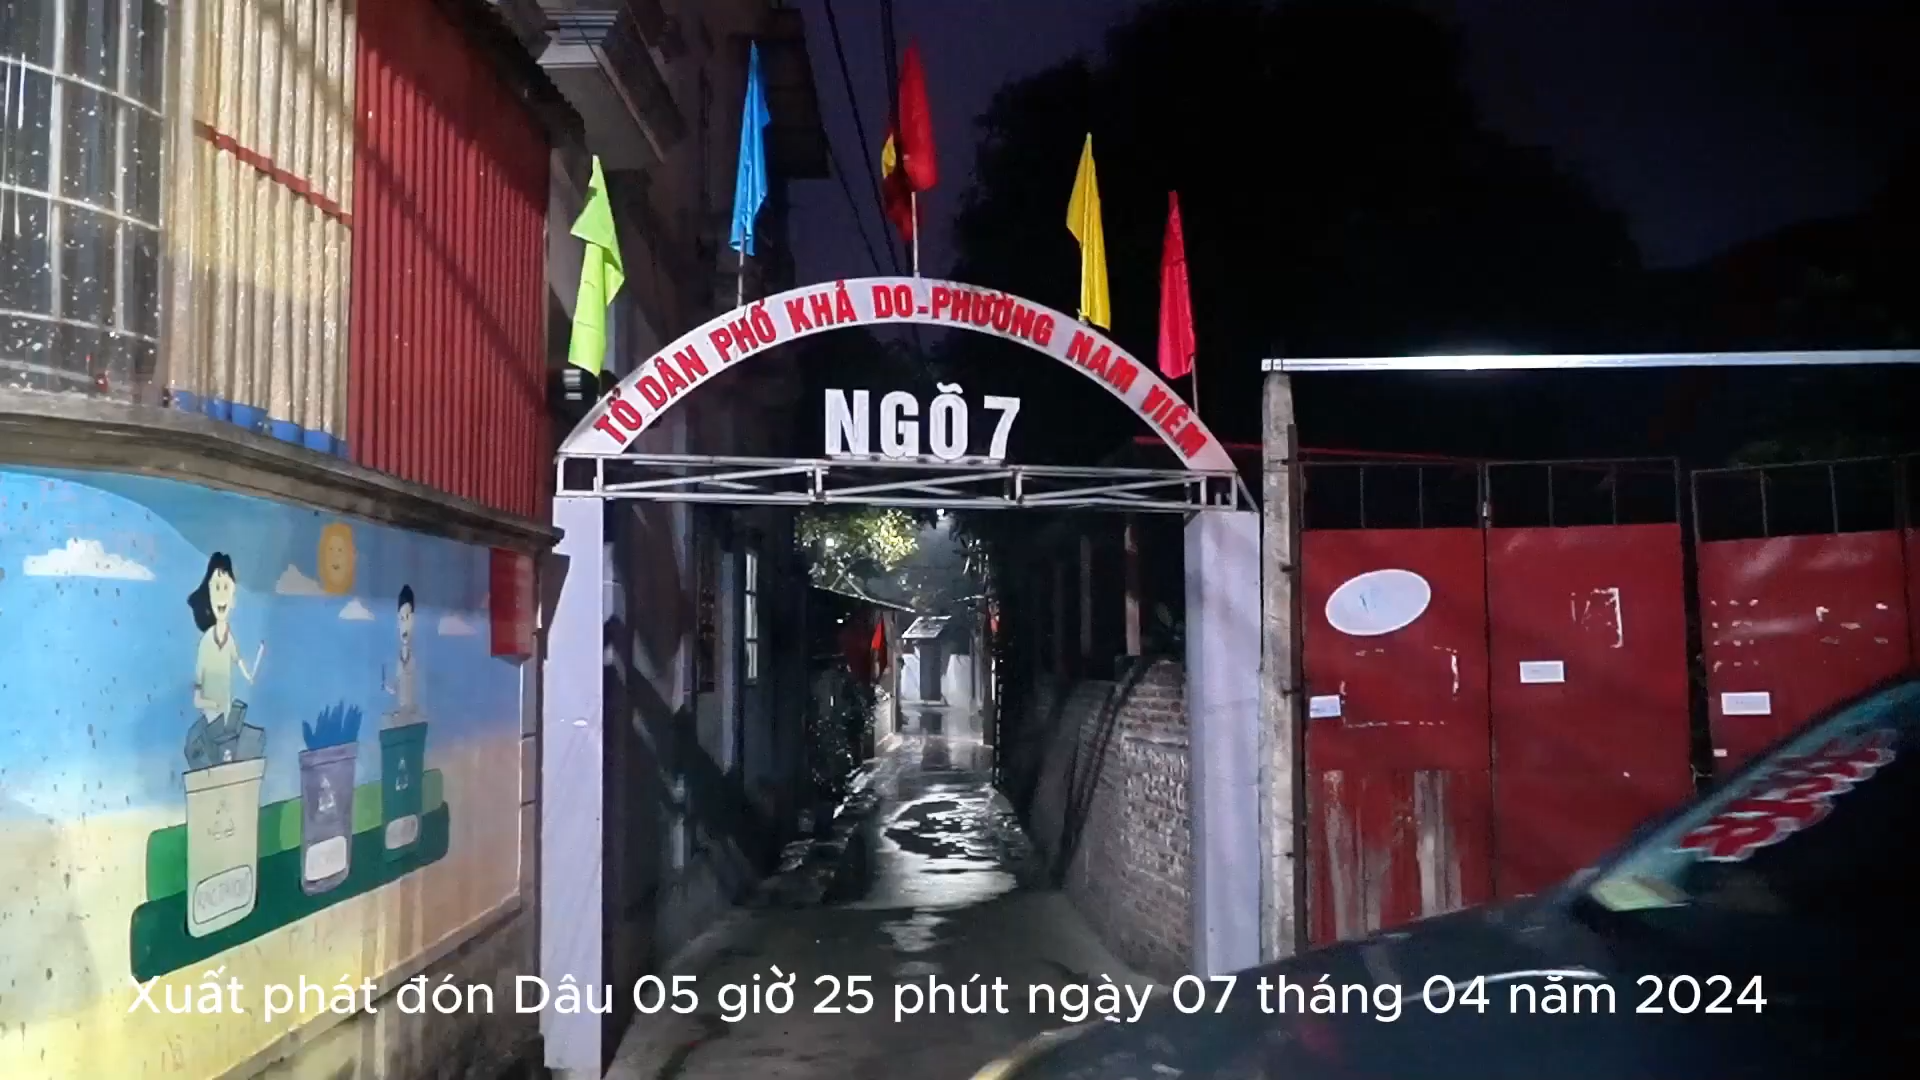 TỔ DÂN PHỐ KHẢ DO-PHƯỜNG NAM VIÊM
NGÕ 7
Xuất phát đón Dâu 05 giờ 25 phút ngày 07 tháng 04 năm 2024